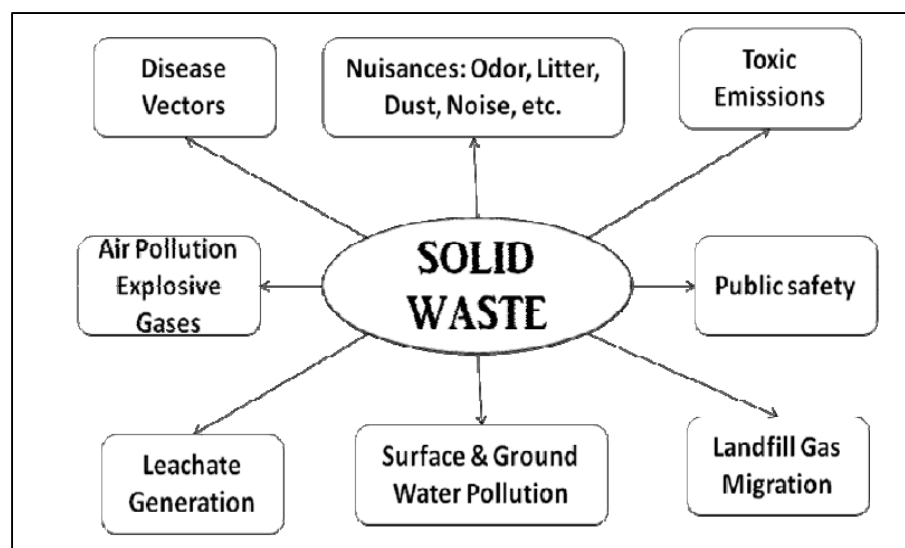 Disease
Vectors
Nuisances: Odor, Litter,
Dust, Noise, etc.
Toxic
Emissions
Air Pollution
Explosive
Gases
SOLID
WASTE
Public safety
Leachate
Generation
Surface & Ground
Water Pollution
Landfill Gas
Migration